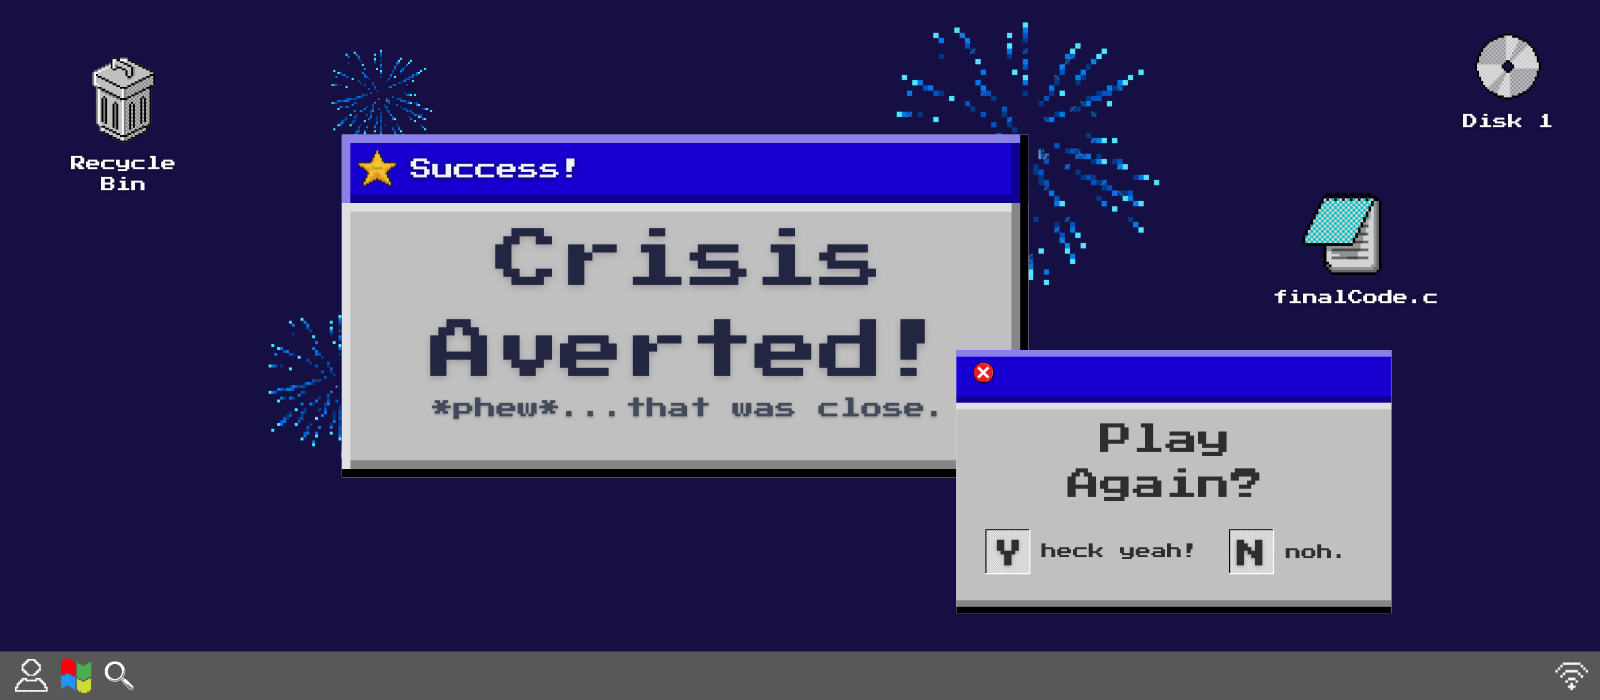 Recycle
Bin
Success!
Crisis
Averted!
*phew*...that was close.
Disk 1
finalCode.c
Play
Again?
Y heck yeah! N noh.